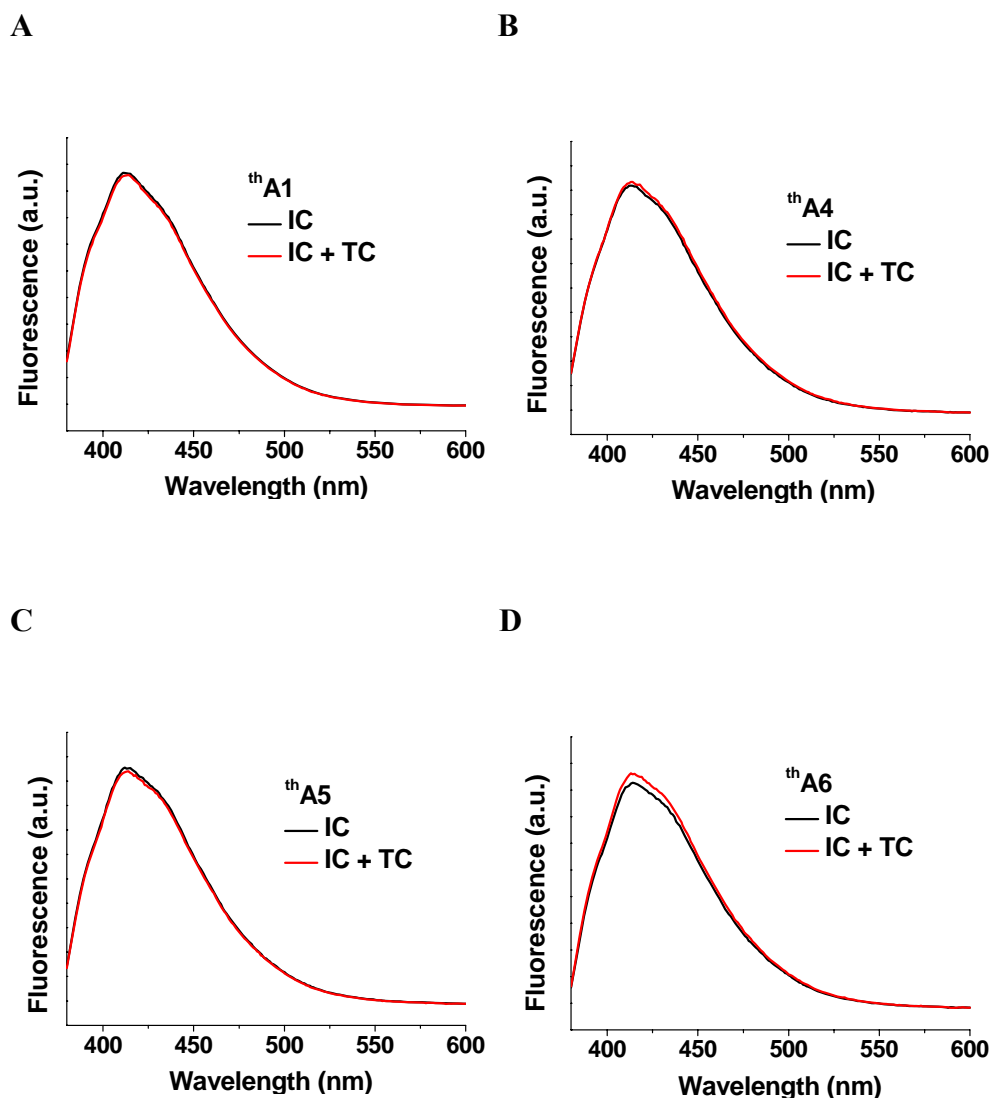 A
B
Fluorescence (a.u.)
thA1
IC
IC + TC
400 450 500 550 600
Wavelength (nm)
Fluorescence (a.u.)
thA4
IC
IC + TC
400 450 500 550 600
Wavelength (nm)
C
D
Fluorescence (a.u.)
thA5
IC
IC + TC
400 450 500 550 600
Wavelength (nm)
Fluorescence (a.u.)
thA6
IC
IC + TC
400 450 500 550 600
Wavelength (nm)